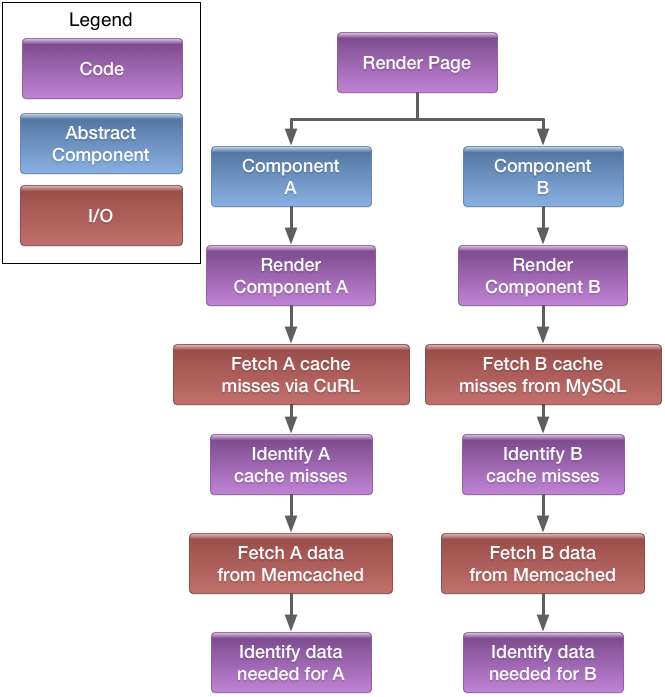 Legend
Code
Abstract
Component
I/O
Render Page
Component
A
Component
B
Render
Component A
Render
Component B
Fetch A cache
misses via CuRL
Fetch B cache
misses from MySQL
Identify A
cache misses
Identify B
cache misses
Fetch A data
from Memcached
Fetch B data
from Memcached
Identify data
needed for A
Identify data
needed for B